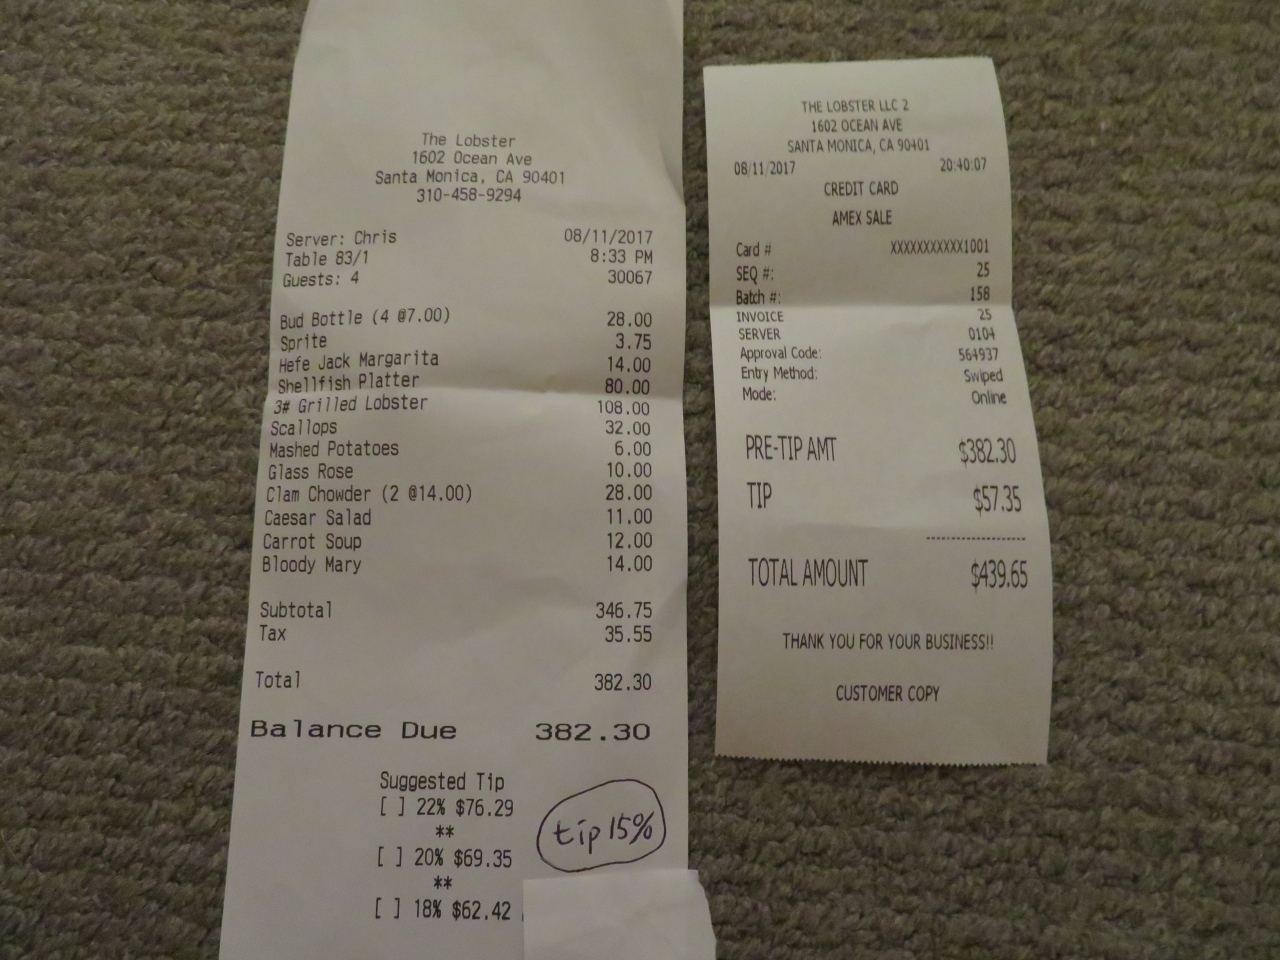 The Lobster
1602 Ocean Ave
Santa Monica, CA 90401
310-458-9294
Server: Chris 08/11/2017
Table 83/1 8:33 PM
Guests: 4 30067
Bud Bottle (4 @7.00) 28.00
Sprite 3.75
Hefe Jack Margarita 14.00
Shellfish Platter 80.00
3# Grilled Lobster 108.00
Scallops 32.00
Mashed Potatoes 6.00
Glass Rose 10.00
Clam Chowder (2 @14.00) 28.00
Caesar Salad 11.00
Carrot Soup 12.00
Bloody Mary 14.00
Subtotal 346.75
Tax 35.55
Total 382.30
Balance Due 382.30
Suggested Tip
[ ] 22% $76.29
**
[ ] 20% $69.35
**
[ ] 18% $62.42
tip 15%
THE LOBSTER LLC 2
1602 OCEAN AVE
SANTA MONICA, CA 90401
08/11/2017 20:40:07
CREDIT CARD
AMEX SALE
Card # XXXXXXXXXXX1001
SEQ #: 25
Batch #: 158
INVOICE 25
SERVER 0104
Approval Code: 564937
Entry Method: Swiped
Mode: Online
PRE-TIP AMT $382.30
TIP $57.35
------------------
TOTAL AMOUNT $439.65
THANK YOU FOR YOUR BUSINESS!!
CUSTOMER COPY